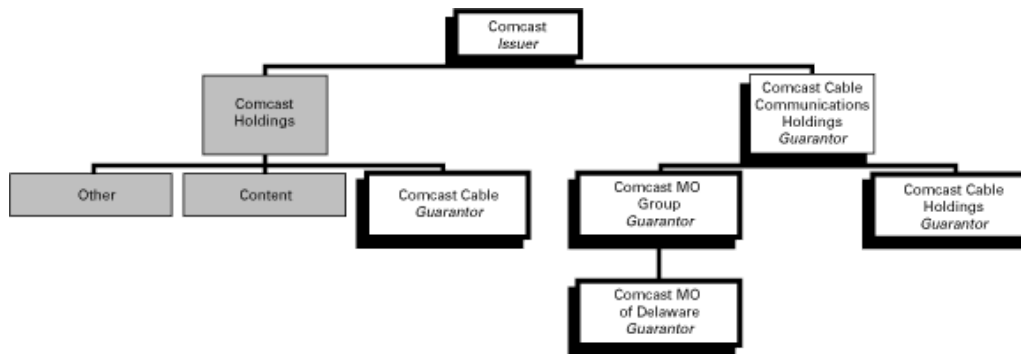 Comcast
Issuer
Comcast
Holdings
Comcast Cable
Communications
Holdings
Guarantor
Other
Content
Comcast Cable
Guarantor
Comcast MO
Group
Guarantor
Comcast Cable
Holdings
Guarantor
Comcast MO
of Delaware
Guarantor